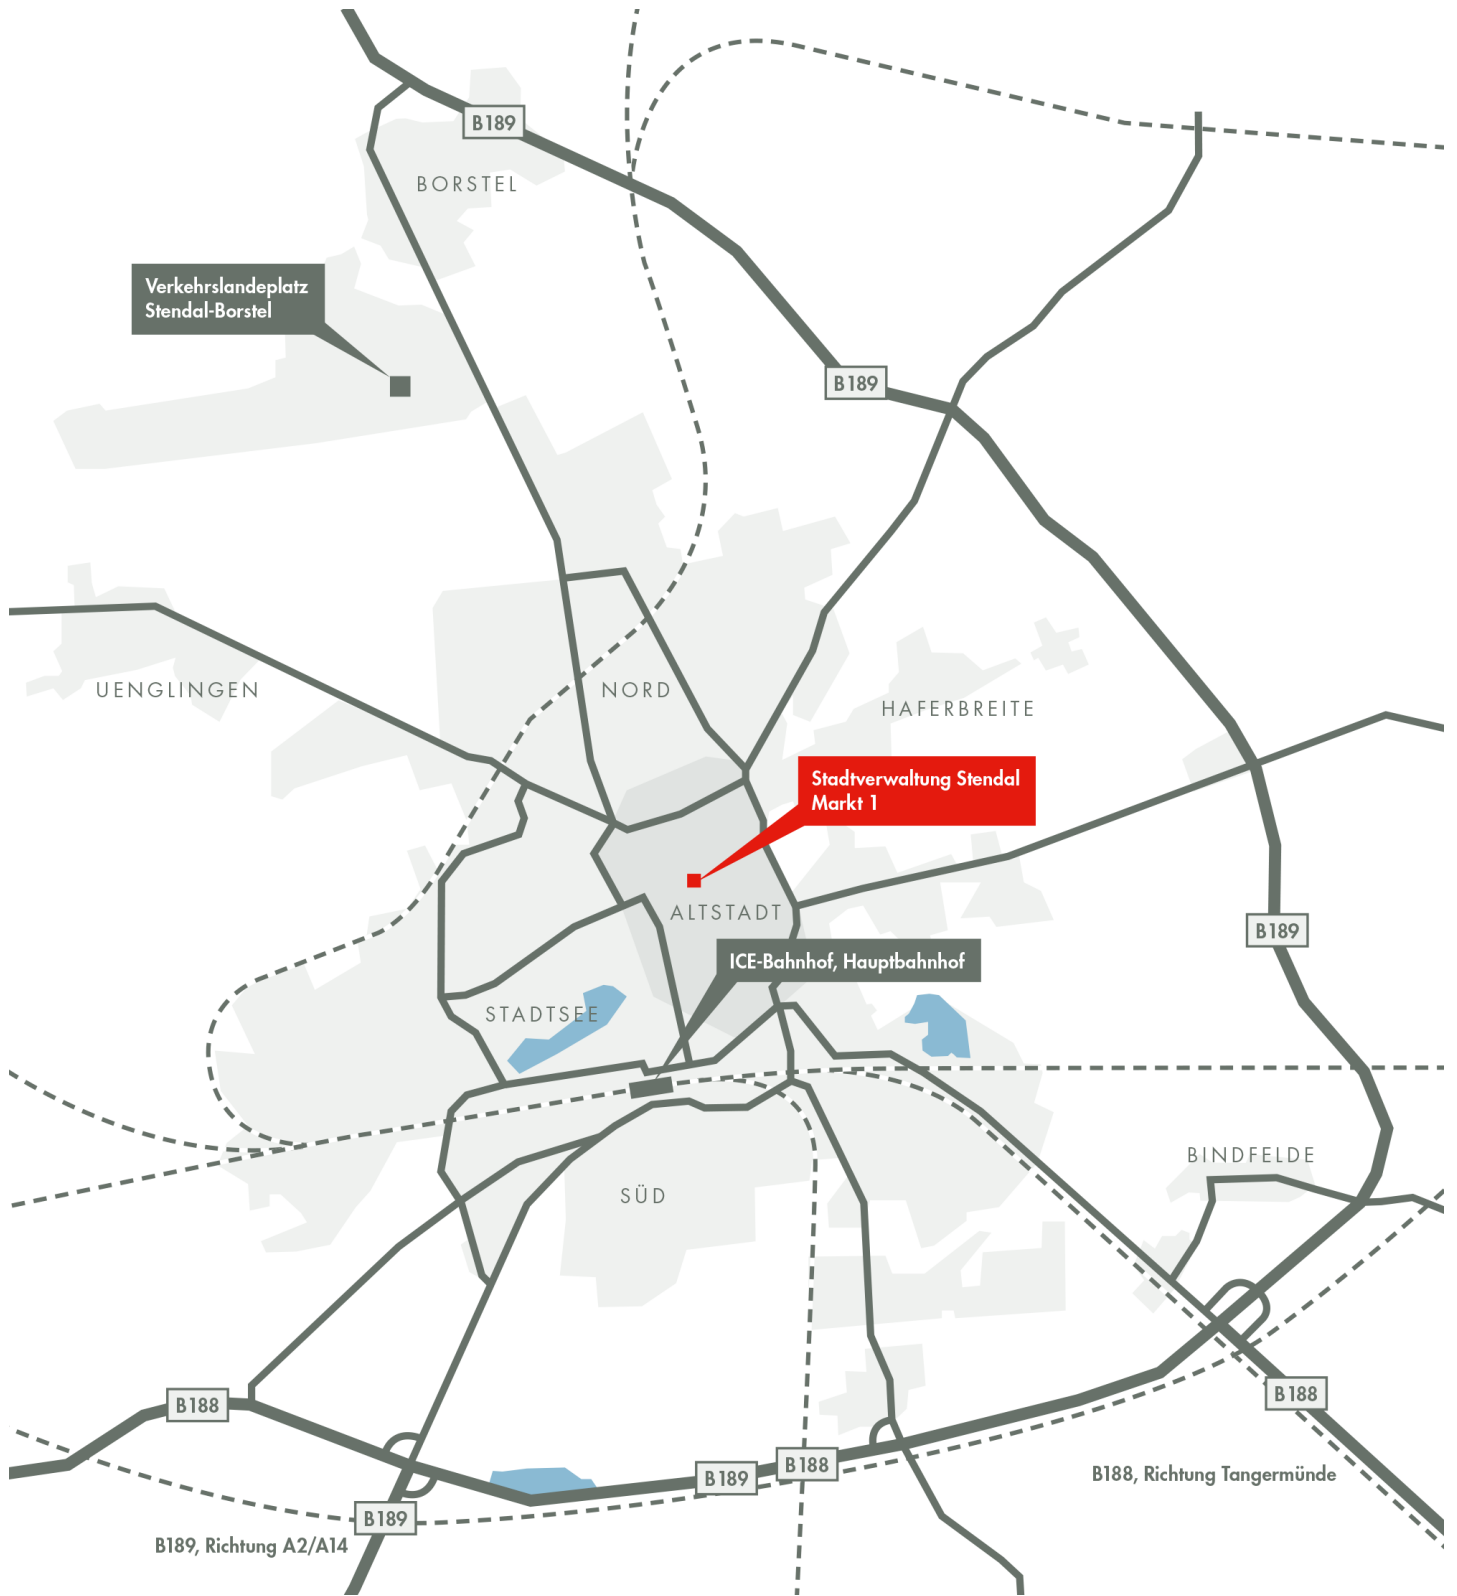 B189
BORSTEL
Verkehrslandeplatz
Stendal-Borstel
B189
UENGLINGEN
NORD
HAFERBREITE
Stadtverwaltung Stendal
Markt 1
ALTSTADT
B189
ICE-Bahnhof, Hauptbahnhof
STADTSEE
BINDFELDE
SÜD
B188
B188
B188
B189
B188, Richtung Tangermünde
B189
B189, Richtung A2/A14